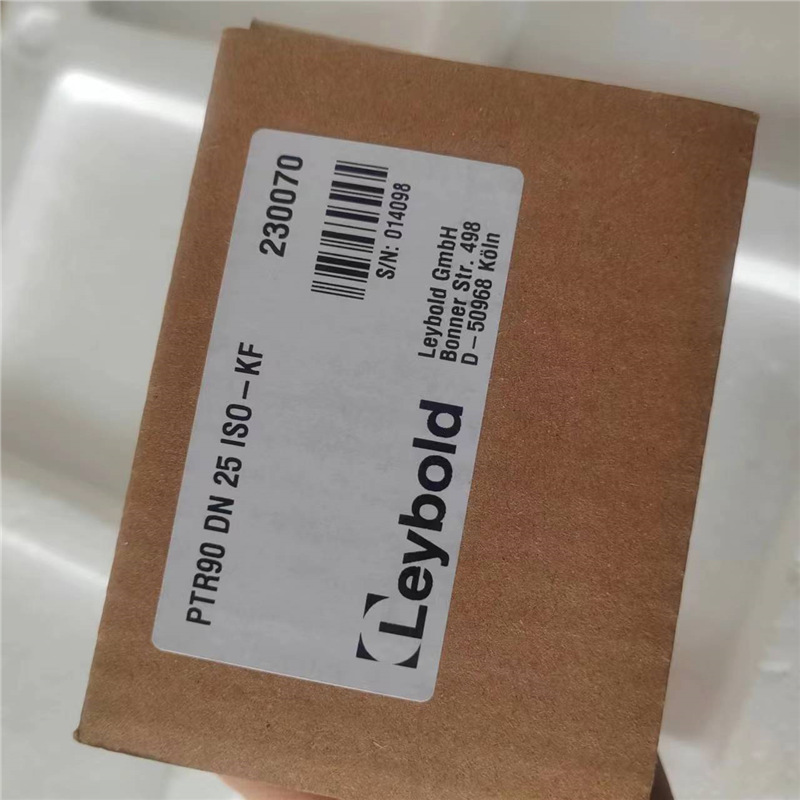 PTR90 DN 25 ISO-KF
230070
S/N: 014098
Leybold
Leybold GmbH
Bonner Str. 498
D-50968 Köln